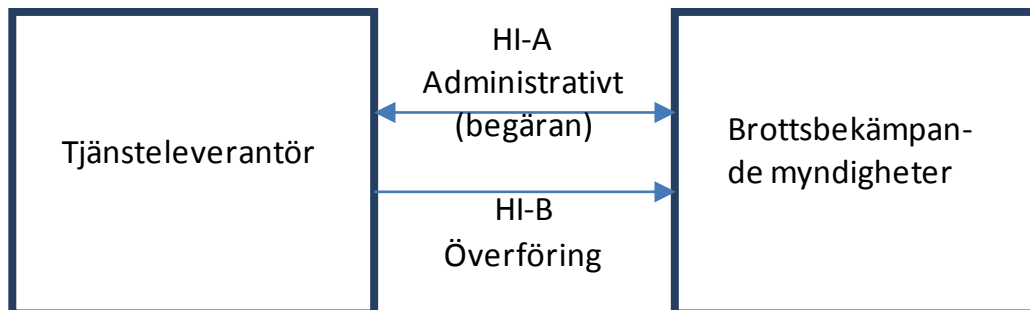 Tjänsteleverantör
HI-A
Administrativt
(begäran)
HI-B
Överföring
Brottsbekämpan-
de myndigheter